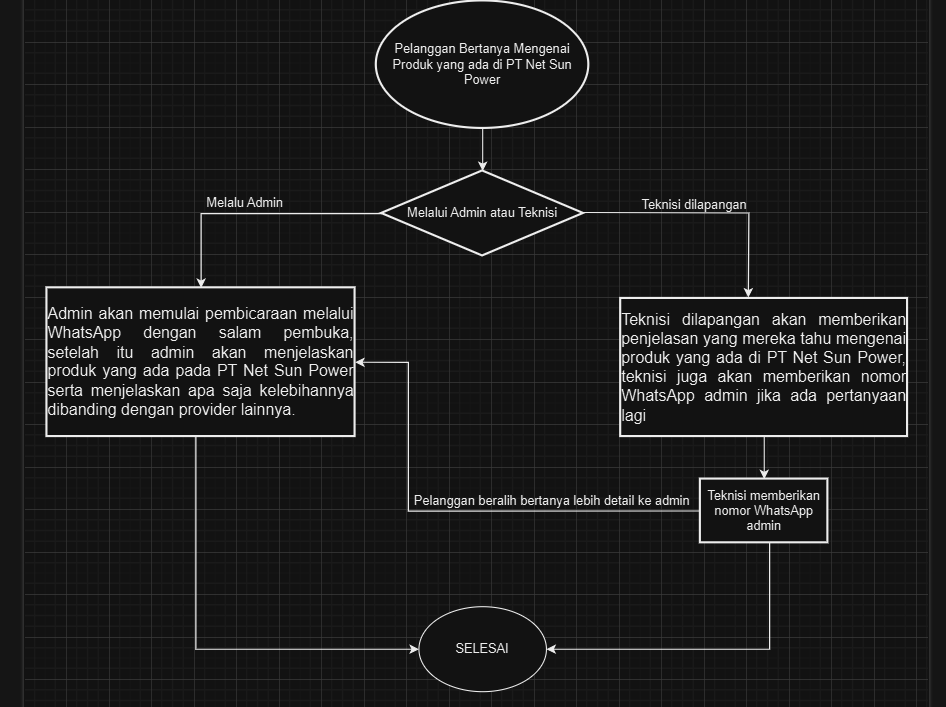 Pelanggan Bertanya Mengenai
Produk yang ada di PT Net Sun
Power
Melalui Admin atau Teknisi
Melalu Admin
Teknisi dilapangan
Admin akan memulai pembicaraan melalui
WhatsApp dengan salam pembuka,
setelah itu admin akan menjelaskan
produk yang ada pada PT Net Sun Power
serta menjelaskan apa saja kelebihannya
dibanding dengan provider lainnya.
Teknisi dilapangan akan memberikan
penjelasan yang mereka tahu mengenai
produk yang ada di PT Net Sun Power,
teknisi juga akan memberikan nomor
WhatsApp admin jika ada pertanyaan
lagi
Teknisi memberikan
nomor WhatsApp
admin
Pelanggan beralih bertanya lebih detail ke admin
SELESAI